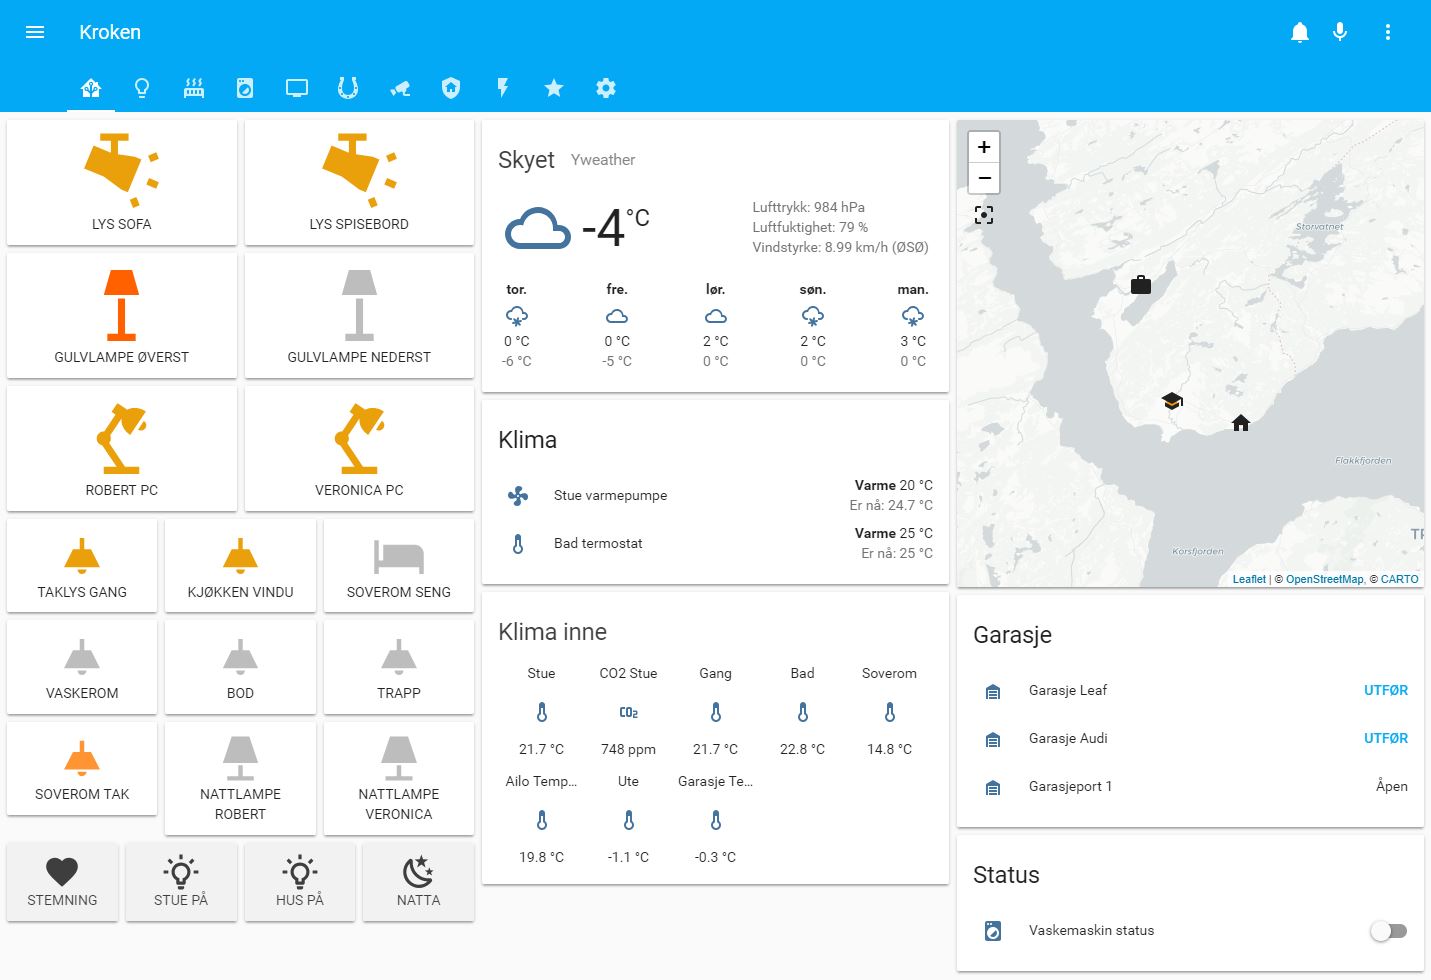 Kroken
LYS SOFA
LYS SPISEBORD
GULVLAMPE ØVERST
GULVLAMPE NEDERST
ROBERT PC
VERONICA PC
TAKLYS GANG
KJØKKEN VINDU
SOVEROM SENG
VASKEROM
BOD
TRAPP
SOVEROM TAK
NATTLAMPE
ROBERT
NATTLAMPE
VERONICA
STEMNING
STUE PÅ
HUS PÅ
NATTA
Skyet Yweather
-4 °C
Lufttrykk: 984 hPa
Luftfuktighet: 79 %
Vindstyrke: 8.99 km/h (ØSØ)
tor. fre. lør. søn. man.
0 °C 0 °C 2 °C 2 °C 3 °C
-6 °C -5 °C 0 °C 0 °C 0 °C
Klima
Stue varmepumpe
Varme 20 °C
Er nå: 24.7 °C
Bad termostat
Varme 25 °C
Er nå: 25 °C
Klima inne
Stue CO2 Stue Gang Bad Soverom
CO2
21.7 °C 748 ppm 21.7 °C 22.8 °C 14.8 °C
Ailo Temp... Ute Garasje Te...
19.8 °C -1.1 °C -0.3 °C
+
−
Storvatnet
Flakkfjorden
Korsfjorden
Leaflet | © OpenStreetMap, © CARTO
Garasje
Garasje Leaf UTFØR
Garasje Audi UTFØR
Garasjeport 1 Åpen
Status
Vaskemaskin status